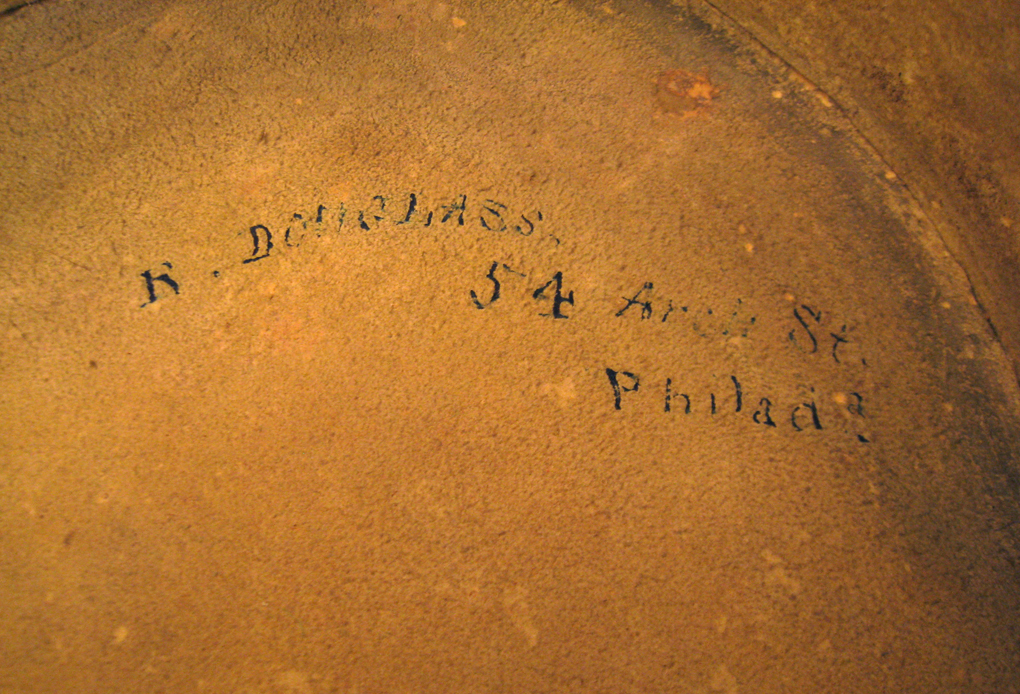 R. DOUGLASS.
54 Arch St.
Philada